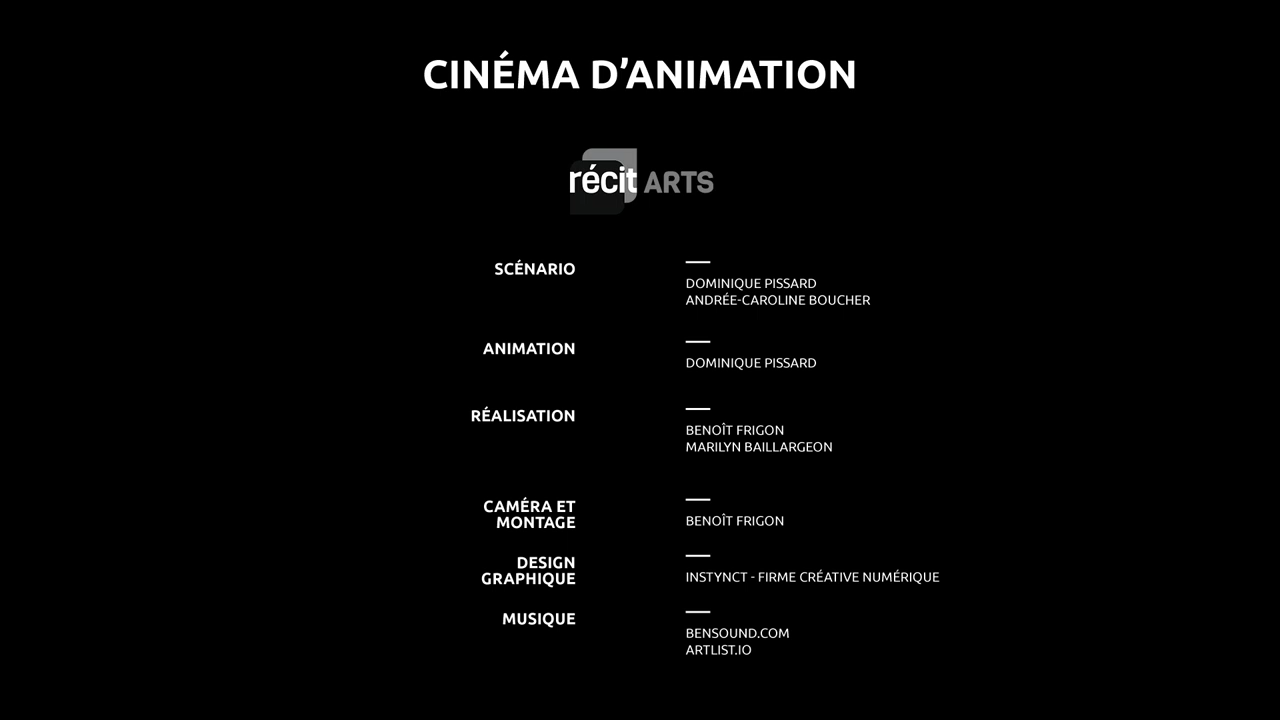 CINÉMA D'ANIMATION
récit ARTS
SCÉNARIO
DOMINIQUE PISSARD
ANDRÉE-CAROLINE BOUCHER
ANIMATION
DOMINIQUE PISSARD
RÉALISATION
BENOÎT FRIGON
MARILYN BAILLARGEON
CAMÉRA ET
MONTAGE
BENOÎT FRIGON
DESIGN
GRAPHIQUE
INSTYNCT - FIRME CRÉATIVE NUMÉRIQUE
MUSIQUE
BENSOUND.COM
ARTLIST.IO